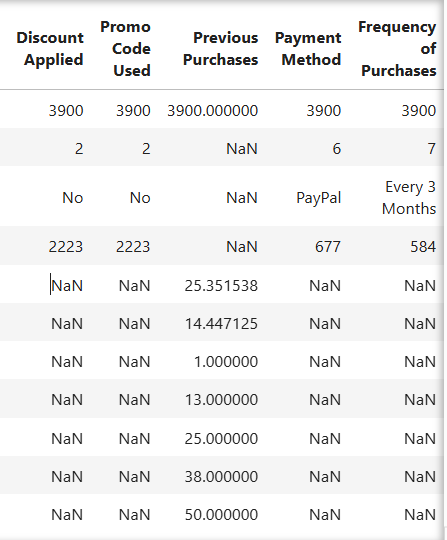 Discount Applied Promo Code Used Previous Purchases Payment Method Frequency of Purchases
3900 3900 3900.000000 3900 3900
2 2 NaN 6 7
No No NaN PayPal Every 3 Months
2223 2223 NaN 677 584
NaN NaN 25.351538 NaN NaN
NaN NaN 14.447125 NaN NaN
NaN NaN 1.000000 NaN NaN
NaN NaN 13.000000 NaN NaN
NaN NaN 25.000000 NaN NaN
NaN NaN 38.000000 NaN NaN
NaN NaN 50.000000 NaN NaN